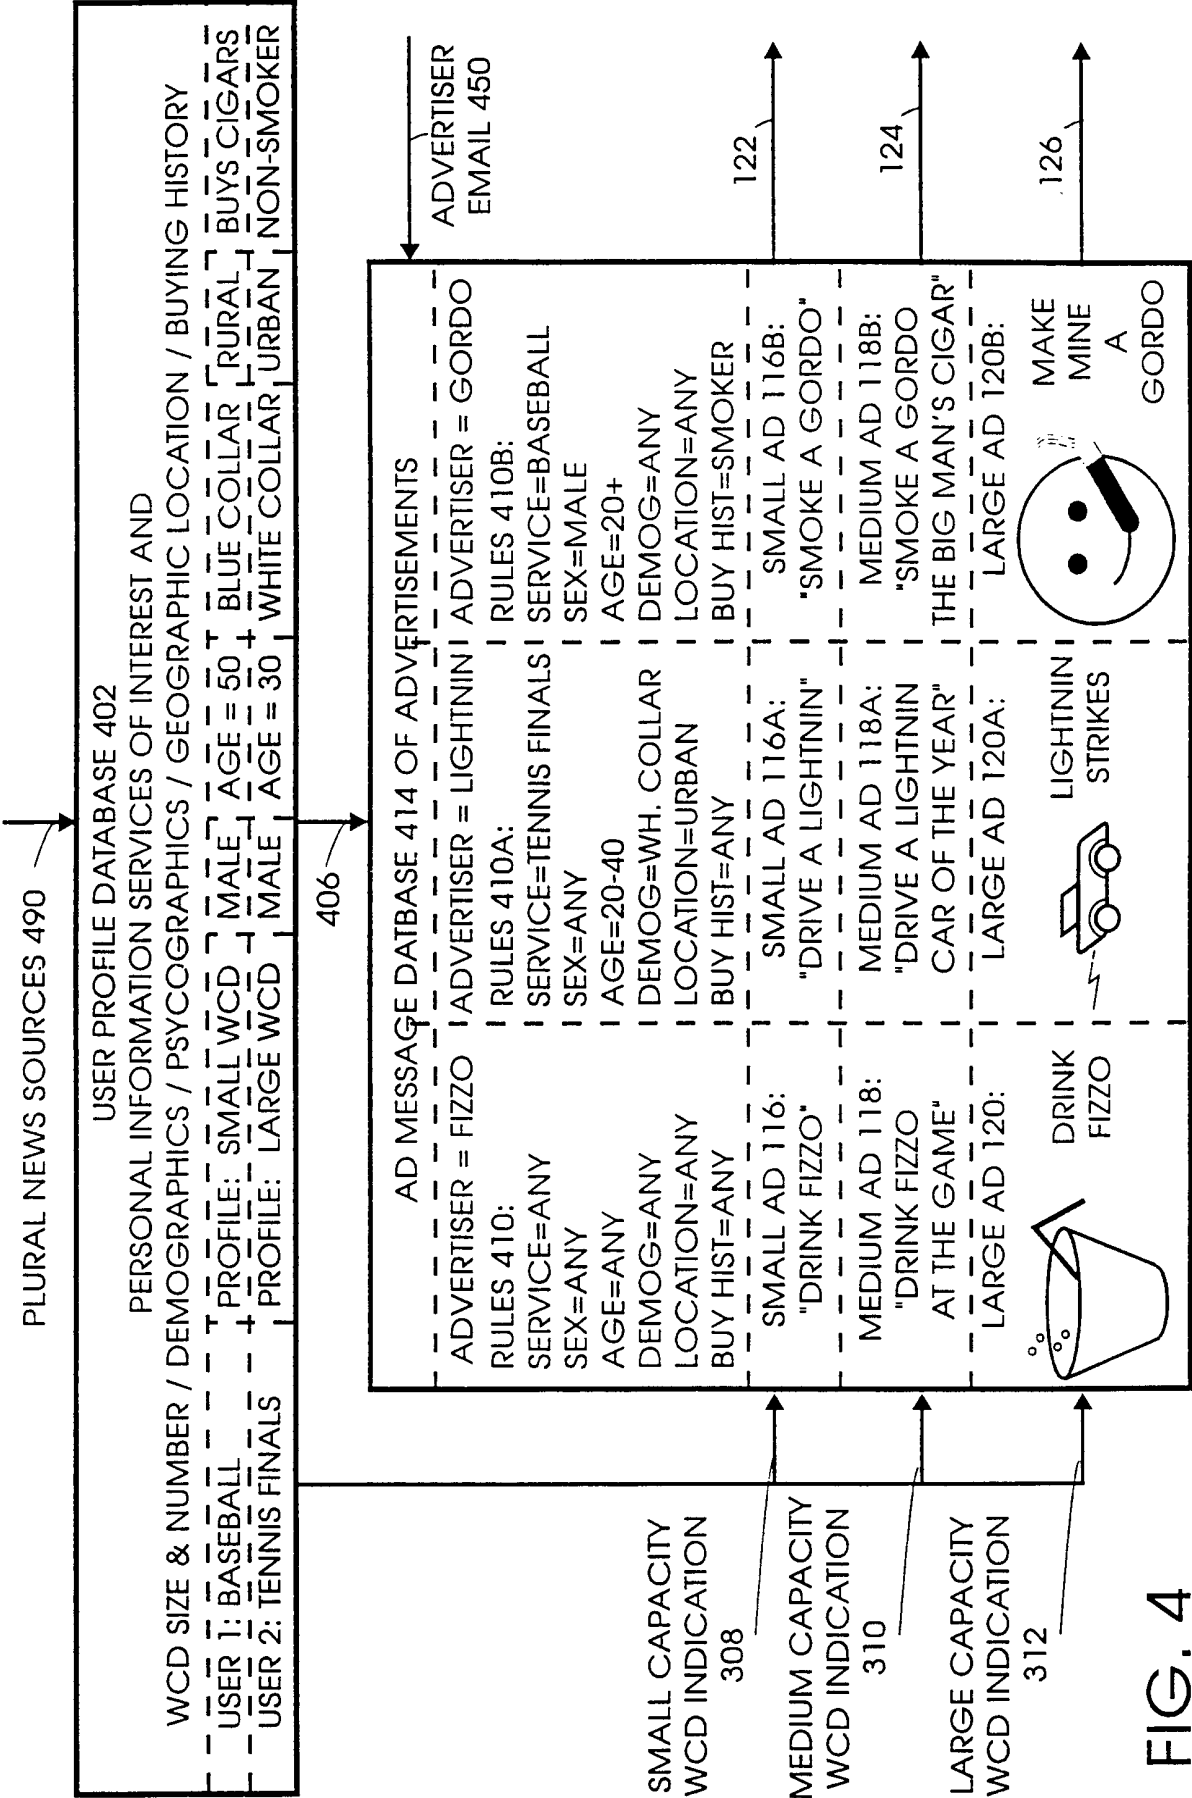 PLURAL NEWS SOURCES 490
USER PROFILE DATABASE 402
PERSONAL INFORMATION SERVICES OF INTEREST AND
WCD SIZE & NUMBER / DEMOGRAPHICS / PSYCOGRAPHICS / GEOGRAPHIC LOCATION / BUYING HISTORY
USER 1: BASEBALL PROFILE: SMALL WCD MALE AGE = 50 BLUE COLLAR RURAL BUYS CIGARS
USER 2: TENNIS FINALS PROFILE: LARGE WCD MALE AGE = 30 WHITE COLLAR URBAN NON-SMOKER
406
ADVERTISER
EMAIL 450
AD MESSAGE DATABASE 414 OF ADVERTISEMENTS
ADVERTISER = FIZZO
RULES 410:
SERVICE=ANY
SEX=ANY
AGE=ANY
DEMOG=ANY
LOCATION=ANY
BUY HIST=ANY
SMALL AD 116:
"DRINK FIZZO"
MEDIUM AD 118:
"DRINK FIZZO
AT THE GAME"
LARGE AD 120:
DRINK
FIZZO
ADVERTISER = LIGHTNIN
RULES 410A:
SERVICE=TENNIS FINALS
SEX=ANY
AGE=20-40
DEMOG=WH. COLLAR
LOCATION=URBAN
BUY HIST=ANY
SMALL AD 116A:
"DRIVE A LIGHTNIN"
MEDIUM AD 118A:
"DRIVE A LIGHTNIN
CAR OF THE YEAR"
LARGE AD 120A:
LIGHTNIN
STRIKES
ADVERTISER = GORDO
RULES 410B:
SERVICE=BASEBALL
SEX=MALE
AGE=20+
DEMOG=ANY
LOCATION=ANY
BUY HIST=SMOKER
SMALL AD 116B:
"SMOKE A GORDO"
MEDIUM AD 118B:
"SMOKE A GORDO
THE BIG MAN'S CIGAR"
LARGE AD 120B:
MAKE
MINE
A
GORDO
122
124
126
SMALL CAPACITY
WCD INDICATION
308
MEDIUM CAPACITY
WCD INDICATION
310
LARGE CAPACITY
WCD INDICATION
312
FIG. 4